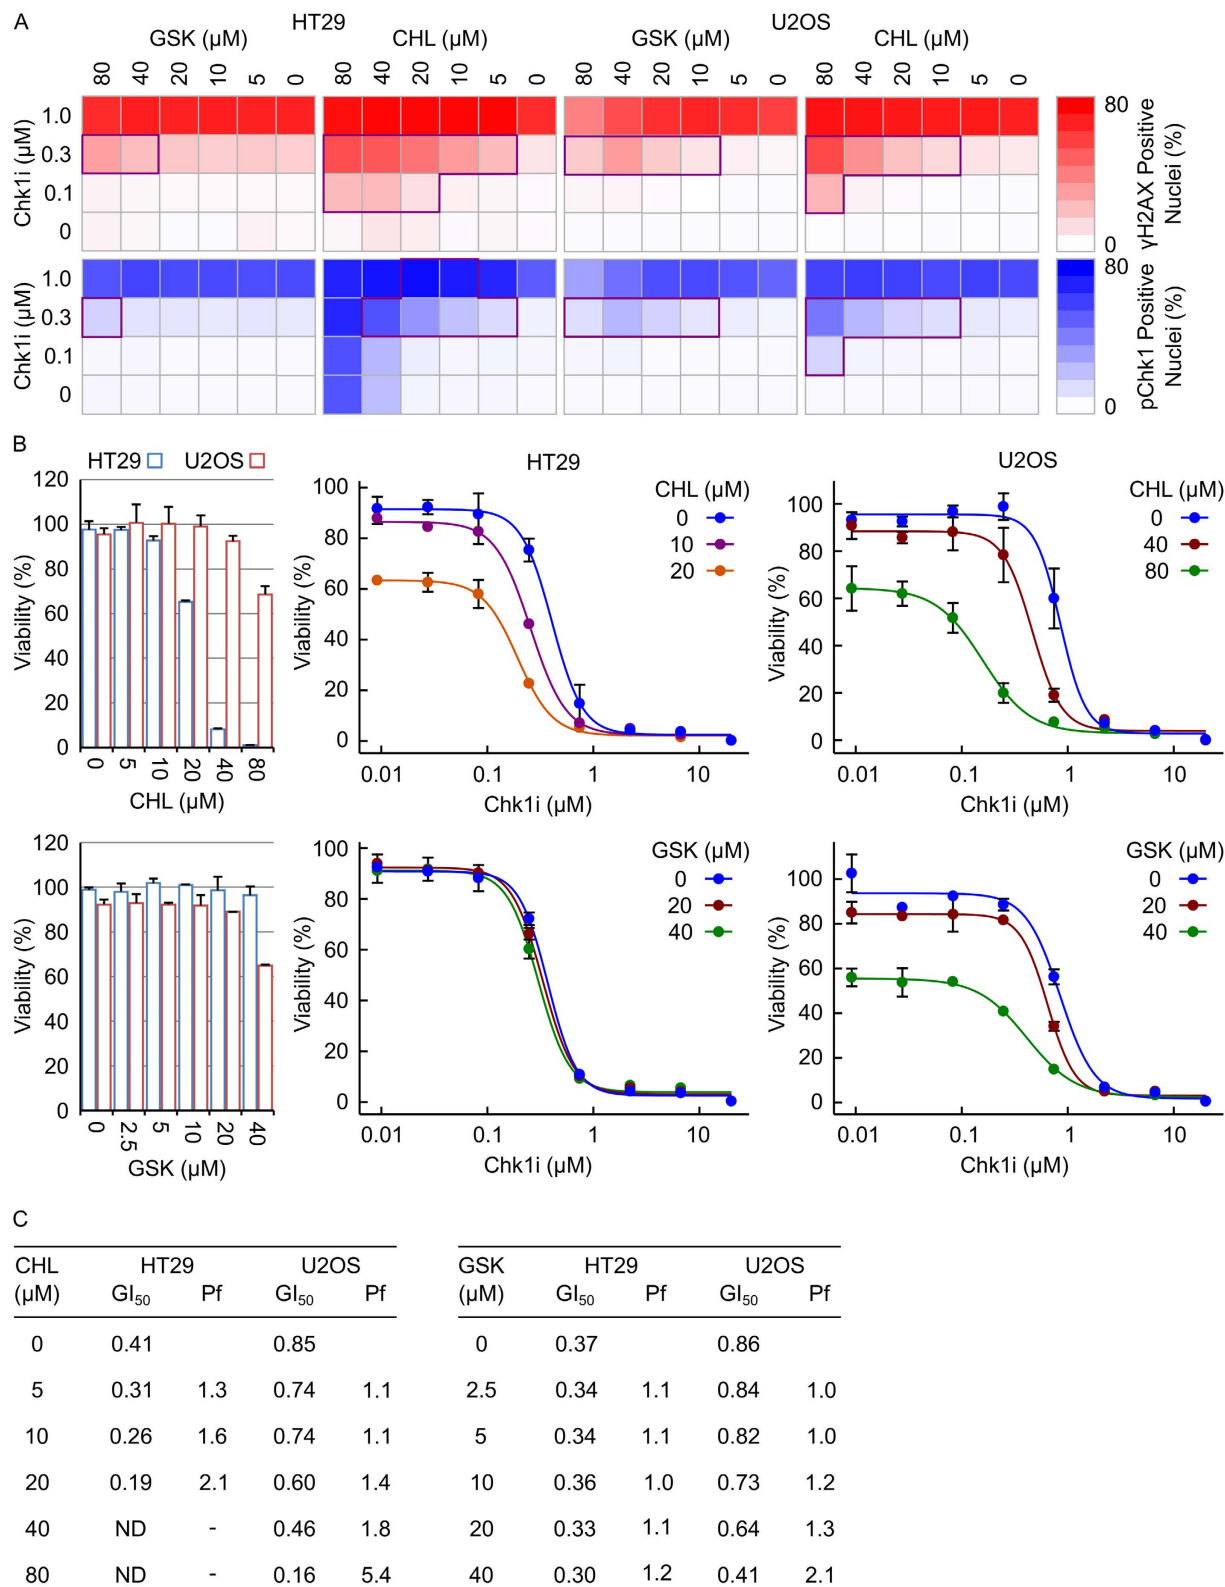 A
HT29
U2OS
GSK (µM)
CHL (µM)
GSK (µM)
CHL (µM)
80 40 20 10 5 0
80 40 20 10 5 0
80 40 20 10 5 0
80 40 20 10 5 0
Chk1i (µM)
1.0
0.3
0.1
0
80
0
γH2AX Positive
Nuclei (%)
Chk1i (µM)
1.0
0.3
0.1
0
80
0
pChk1 Positive
Nuclei (%)
B
HT29 U2OS
Viability (%)
120
100
80
60
40
20
0
0 5 10 20 40 80
CHL (µM)
HT29
Viability (%)
100
80
60
40
20
0
CHL (µM)
0
10
20
0.01 0.1 1 10
Chk1i (µM)
U2OS
Viability (%)
100
80
60
40
20
0
CHL (µM)
0
40
80
0.01 0.1 1 10
Chk1i (µM)
Viability (%)
120
100
80
60
40
20
0
0 2.5 5 10 20 40
GSK (µM)
Viability (%)
100
80
60
40
20
0
GSK (µM)
0
20
40
0.01 0.1 1 10
Chk1i (µM)
Viability (%)
100
80
60
40
20
0
GSK (µM)
0
20
40
0.01 0.1 1 10
Chk1i (µM)
C
CHL HT29 U2OS
(µM) GI50 Pf GI50 Pf
0 0.41 0.85
5 0.31 1.3 0.74 1.1
10 0.26 1.6 0.74 1.1
20 0.19 2.1 0.60 1.4
40 ND - 0.46 1.8
80 ND - 0.16 5.4
GSK HT29 U2OS
(µM) GI50 Pf GI50 Pf
0 0.37 0.86
2.5 0.34 1.1 0.84 1.0
5 0.34 1.1 0.82 1.0
10 0.36 1.0 0.73 1.2
20 0.33 1.1 0.64 1.3
40 0.30 1.2 0.41 2.1